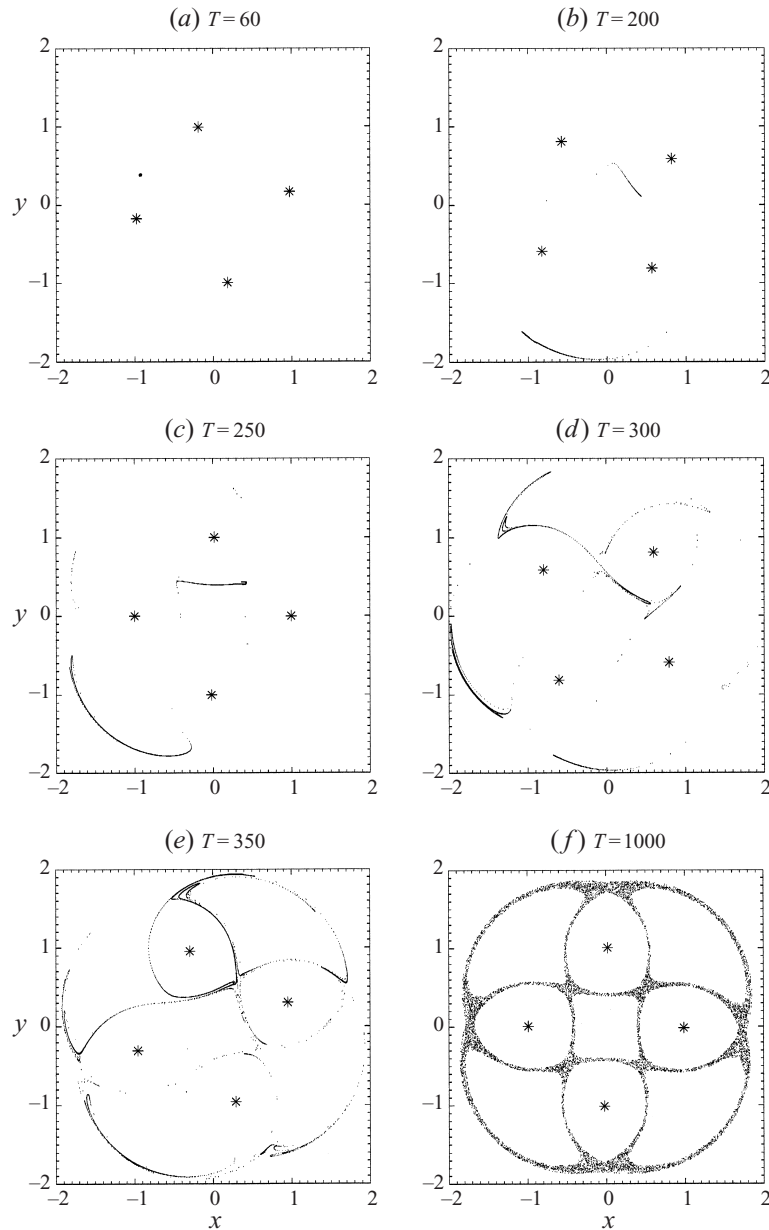 (a) T = 60
(b) T = 200
2
1
y 0
–1
–2
–2 –1 0 1 2
2
1
0
–1
–2
–2 –1 0 1 2
(c) T = 250
(d) T = 300
2
1
y 0
–1
–2
–2 –1 0 1 2
2
1
0
–1
–2
–2 –1 0 1 2
(e) T = 350
(f) T = 1000
2
1
y 0
–1
–2
–2 –1 0 1 2
x
2
1
0
–1
–2
–2 –1 0 1 2
x